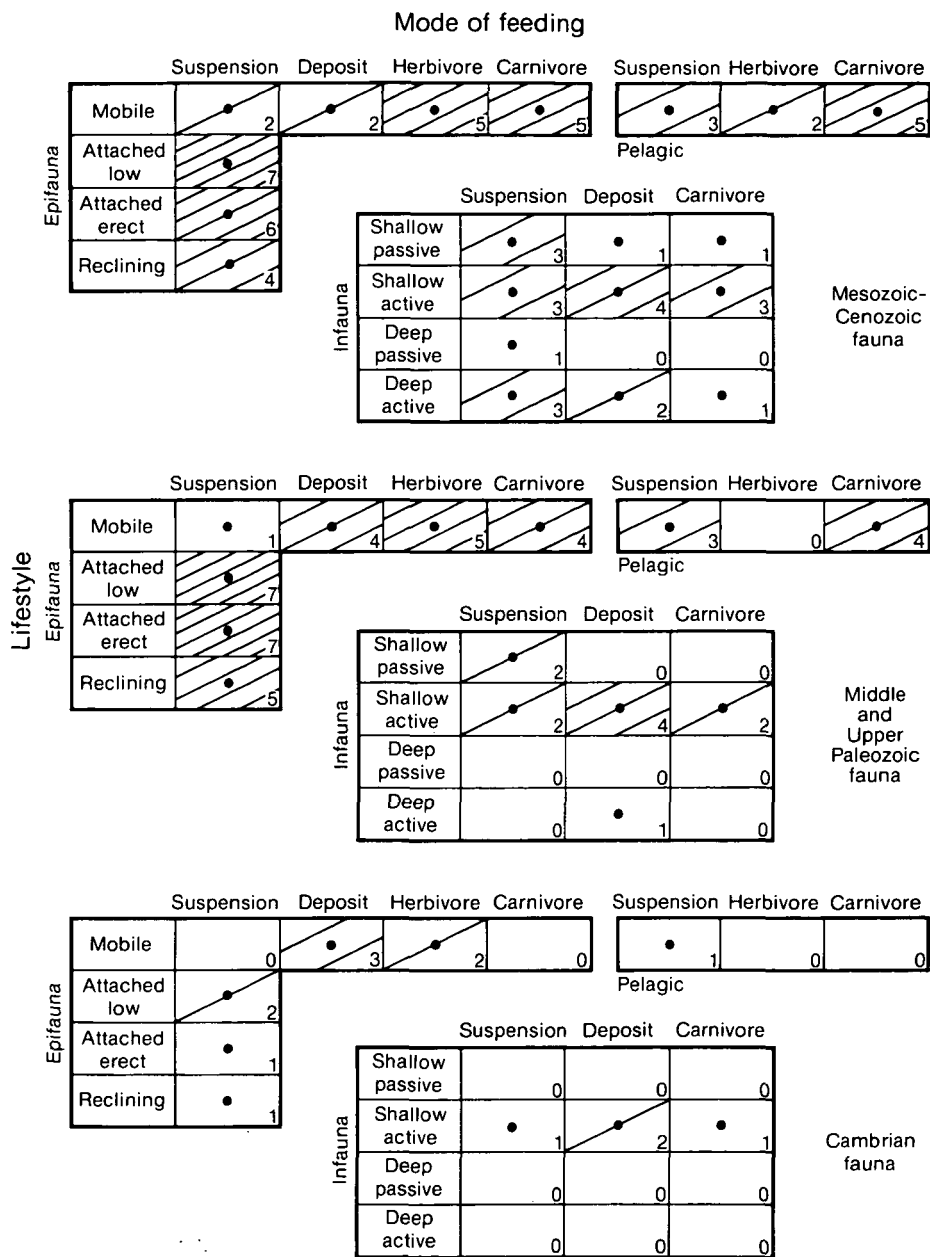 Mode of feeding
Suspension Deposit Herbivore Carnivore Suspension Herbivore Carnivore
Mobile 2 2 5 5 3 2 5
Pelagic
Epifauna
Attached low 7
Attached erect 6
Reclining 4
Suspension Deposit Carnivore
Infauna
Shallow passive 3 1 1
Shallow active 3 4 3
Deep passive 1 0 0
Deep active 3 2 1
Mesozoic-
Cenozoic
fauna
Lifestyle
Suspension Deposit Herbivore Carnivore Suspension Herbivore Carnivore
Mobile 1 4 5 4 3 0 4
Pelagic
Epifauna
Attached low 7
Attached erect 7
Reclining 5
Suspension Deposit Carnivore
Infauna
Shallow passive 2 0 0
Shallow active 2 4 2
Deep passive 0 0 0
Deep active 0 1 0
Middle
and
Upper
Paleozoic
fauna
Suspension Deposit Herbivore Carnivore Suspension Herbivore Carnivore
Mobile 0 3 2 0 1 0 0
Pelagic
Epifauna
Attached low 2
Attached erect 1
Reclining 1
Suspension Deposit Carnivore
Infauna
Shallow passive 0 0 0
Shallow active 1 2 1
Deep passive 0 0 0
Deep active 0 0 0
Cambrian
fauna